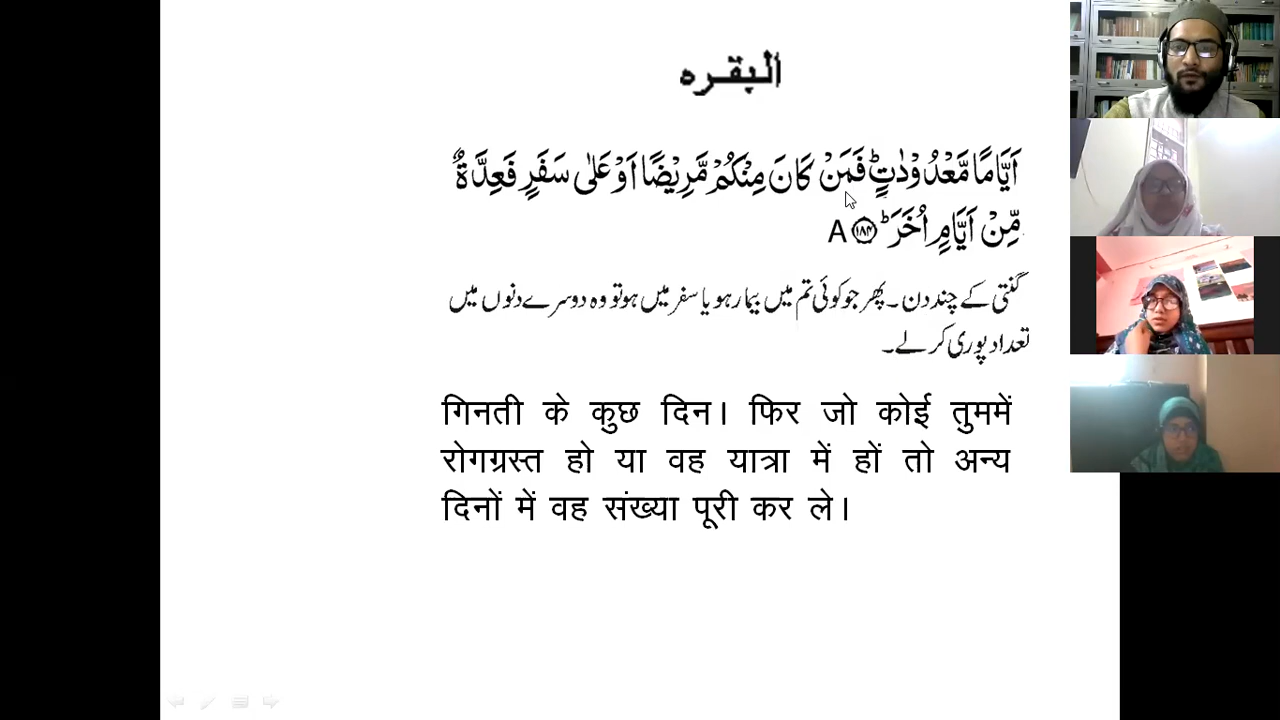 البقرہ
اَيَّامًا مَّعْدُوْدٰتٍؕ فَمَنْ كَانَ مِنْكُمْ مَّرِيْضًا اَوْ عَلٰى سَفَرٍ فَعِدَّةٌ
مِّنْ اَيَّامٍ اُخَرَؕ ۝۱۸۴ A
گنتی کے چند دن۔ پھر جو کوئی تم میں بیمار ہو یا سفر میں ہو تو وہ دوسرے دنوں میں
تعداد پوری کر لے۔
गिनती के कुछ दिन। फिर जो कोई तुममें
रोगग्रस्त हो या वह यात्रा में हों तो अन्य
दिनों में वह संख्या पूरी कर ले।